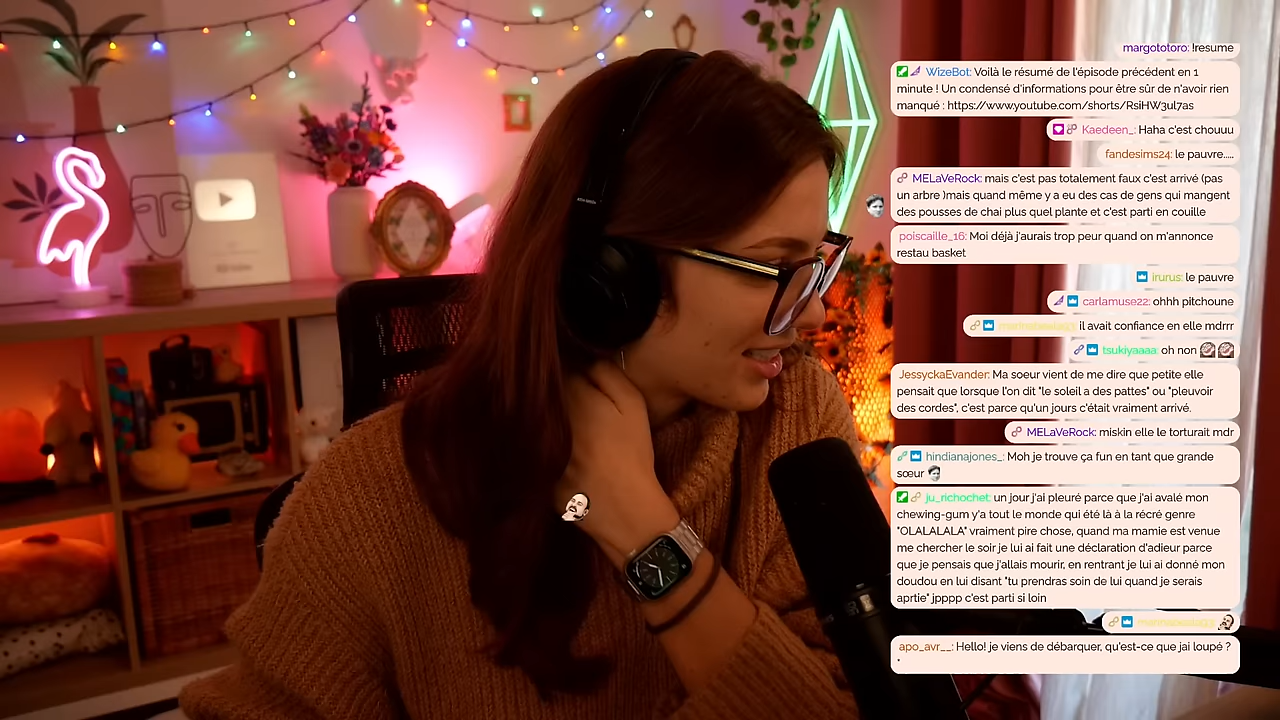 margototoro: !resume
WizeBot: Voilà le résumé de l'épisode précédent en 1
minute ! Un condensé d'informations pour être sûr de n'avoir rien
manqué : https://www.youtube.com/shorts/RsiHW3ul7as
Kaedeen_: Haha c'est chouuu
fandesims24: le pauvre.....
MELaVeRock: mais c'est pas totalement faux c'est arrivé (pas
un arbre )mais quand même y a eu des cas de gens qui mangent
des pousses de chai plus quel plante et c'est parti en couille
poiscaille_16: Moi déjà j'aurais trop peur quand on m'annonce
restau basket
irurus: le pauvre
carlamuse22: ohhh pitchoune
il avait confiance en elle mdrrr
tsukiyaaaa: oh non
JessyckaEvander: Ma soeur vient de me dire que petite elle
pensait que lorsque l'on dit "le soleil a des pattes" ou "pleuvoir
des cordes", c'est parce qu'un jours c'était vraiment arrivé.
MELaVeRock: miskin elle le torturait mdr
hindianajones_: Moh je trouve ça fun en tant que grande
sœur
ju_richochet: un jour j'ai pleuré parce que j'ai avalé mon
chewing-gum y'a tout le monde qui été là à la récré genre
"OLALALALA" vraiment pire chose, quand ma mamie est venue
me chercher le soir je lui ai fait une déclaration d'adieur parce
que je pensais que j'allais mourir, en rentrant je lui ai donné mon
doudou en lui disant "tu prendras soin de lui quand je serais
aprtie" jpppp c'est parti si loin
apo_avr__: Hello! je viens de débarquer, qu'est-ce que jai loupé ?